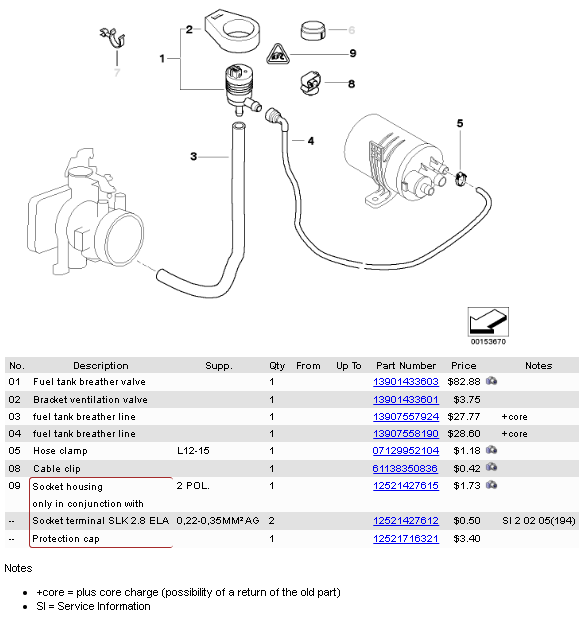 2
6
1
9
7
8
3
4
5
00153670
No. Description Supp. Qty From Up To Part Number Price Notes
01 Fuel tank breather valve 1 13901433603 $82.88
02 Bracket ventilation valve 1 13901433601 $3.75
03 fuel tank breather line 1 13907557924 $27.77 +core
04 fuel tank breather line 1 13907558190 $28.60 +core
05 Hose clamp L12-15 1 07129952104 $1.18
08 Cable clip 1 61138350836 $0.42
09 Socket housing 2 POL. 1 12521427615 $1.73
only in conjunction with
-- Socket terminal SLK 2.8 ELA 0,22-0,35MM² AG 2 12521427612 $0.50 SI 2 02 05(194)
-- Protection cap 1 12521716321 $3.40
Notes
• +core = plus core charge (possibility of a return of the old part)
• SI = Service Information